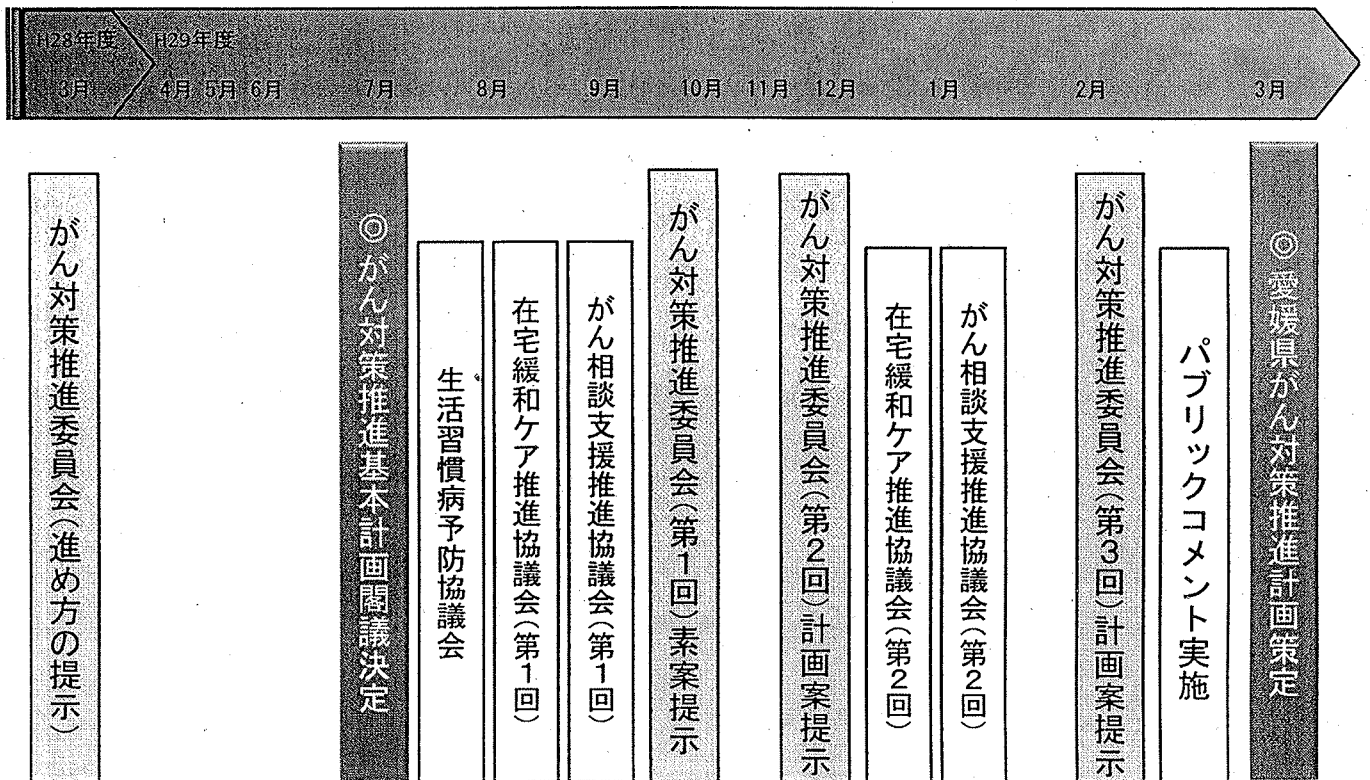 H28年度 H29年度
3月 4月 5月 6月 7月 8月 9月 10月 11月 12月 1月 2月 3月
がん対策推進委員会(進め方の提示)
◎がん対策推進基本計画閣議決定
生活習慣病予防協議会
在宅緩和ケア推進協議会(第1回)
がん相談支援推進協議会(第1回)
がん対策推進委員会(第1回)素案提示
がん対策推進委員会(第2回)計画案提示
在宅緩和ケア推進協議会(第2回)
がん相談支援推進協議会(第2回)
がん対策推進委員会(第3回)計画案提示
パブリックコメント実施
◎愛媛県がん対策推進計画策定